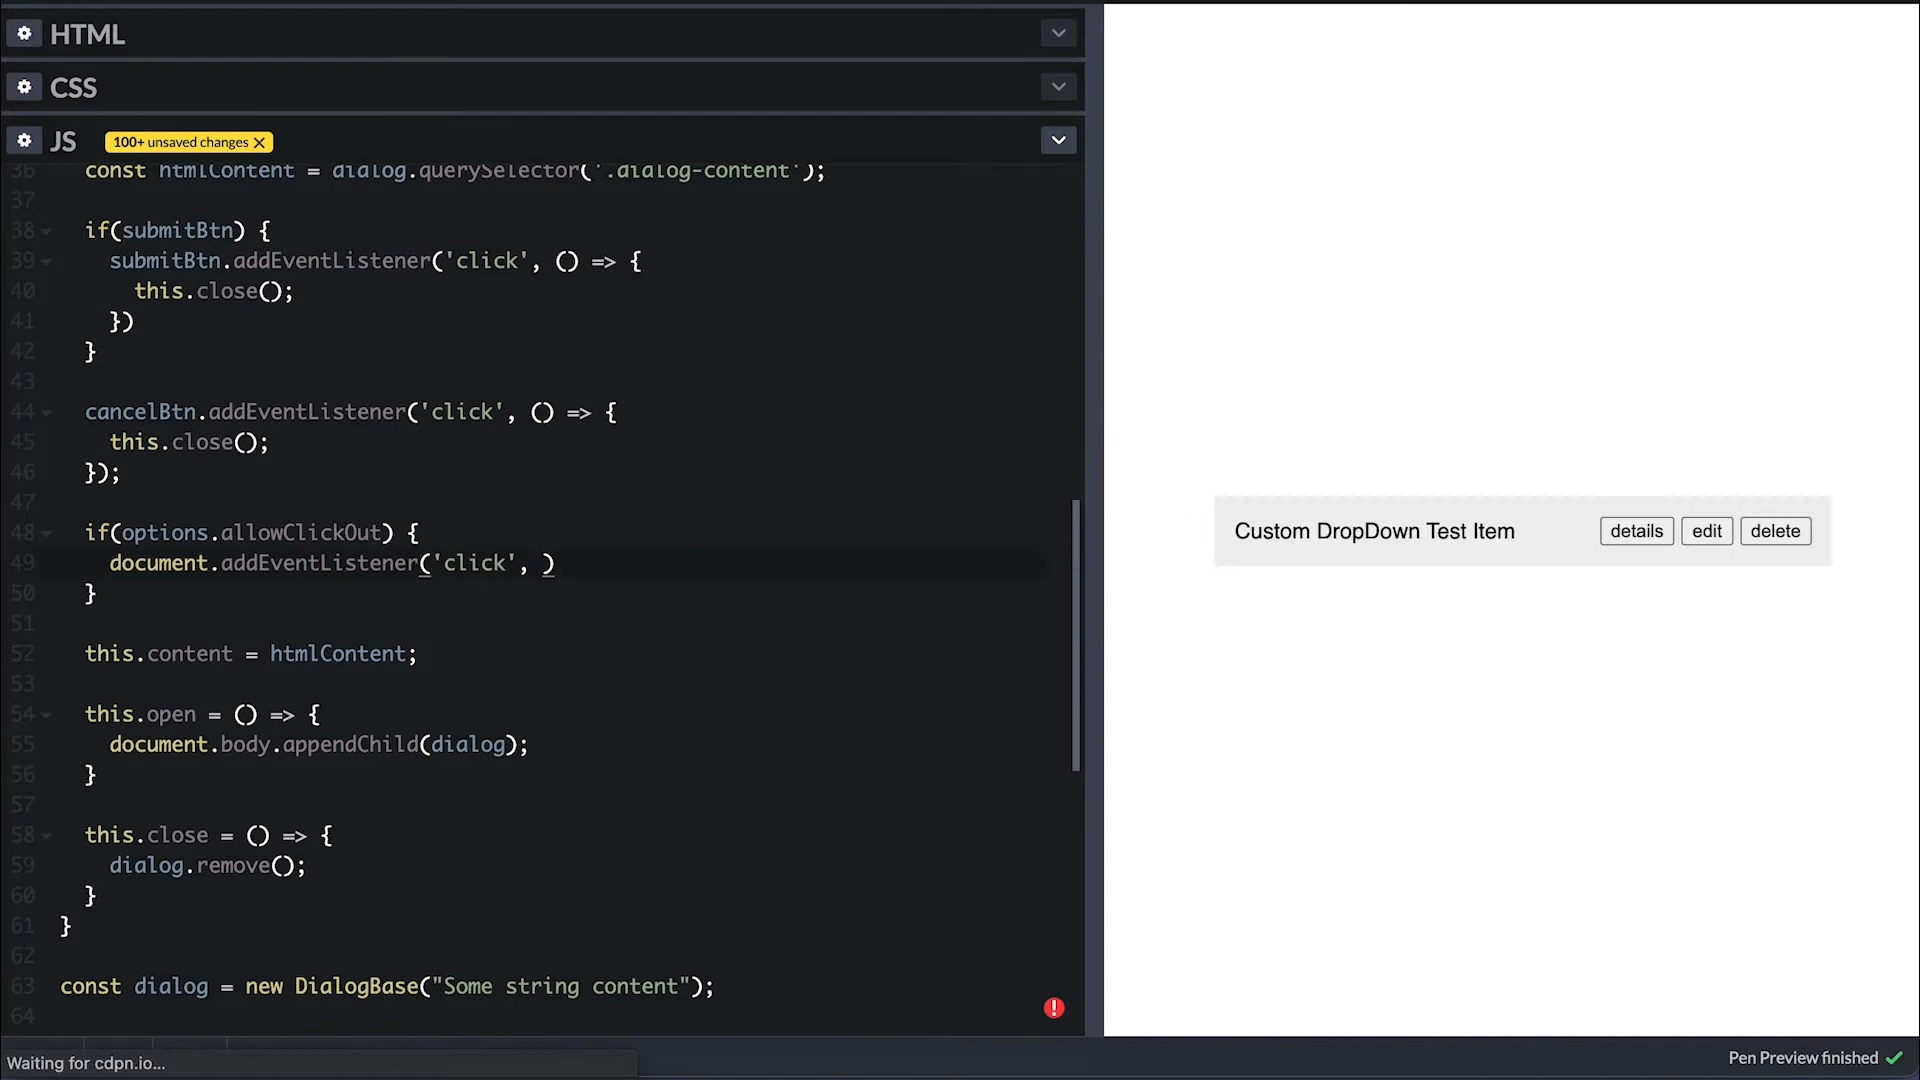 HTML
CSS
JS 100+ unsaved changes ×
36 const htmlContent = dialog.querySelector('.dialog-content');
37
38 if(submitBtn) {
39 submitBtn.addEventListener('click', () => {
40 this.close();
41 })
42 }
43
44 cancelBtn.addEventListener('click', () => {
45 this.close();
46 });
47
48 if(options.allowClickOut) {
49 document.addEventListener('click', )
50 }
51
52 this.content = htmlContent;
53
54 this.open = () => {
55 document.body.appendChild(dialog);
56 }
57
58 this.close = () => {
59 dialog.remove();
60 }
61 }
62
63 const dialog = new DialogBase("Some string content");
64
Waiting for cdpn.io...
Custom DropDown Test Item details edit delete
Pen Preview finished